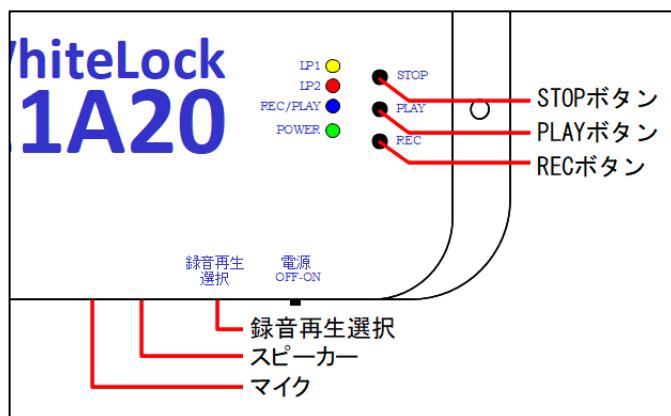 WhiteLock
1A20
LP1
LP2
REC/PLAY
POWER
STOP
PLAY
REC
STOPボタン
PLAYボタン
RECボタン
録音再生
選択
電源
OFF-ON
録音再生選択
スピーカー
マイク